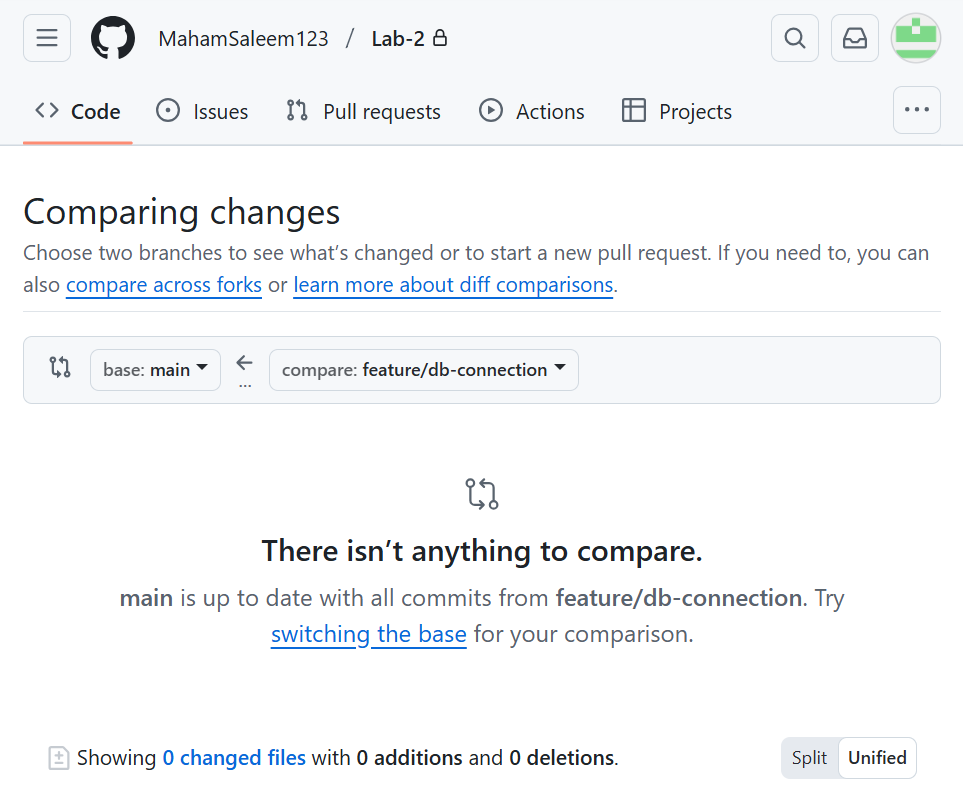 MahamSaleem123 / Lab-2
Code Issues Pull requests Actions Projects ...
Comparing changes
Choose two branches to see what’s changed or to start a new pull request. If you need to, you can
also compare across forks or learn more about diff comparisons.
base: main ← ... compare: feature/db-connection
There isn’t anything to compare.
main is up to date with all commits from feature/db-connection. Try
switching the base for your comparison.
Showing 0 changed files with 0 additions and 0 deletions. Split Unified